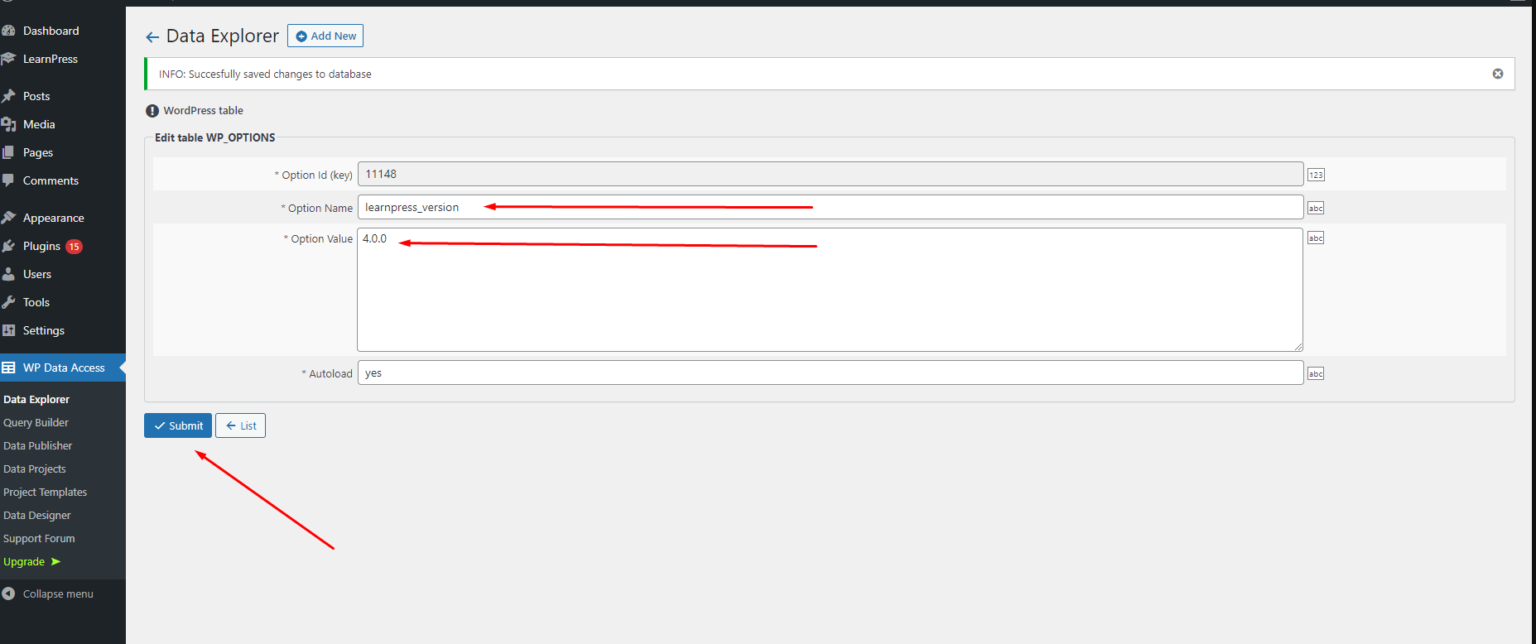 Dashboard
LearnPress
Posts
Media
Pages
Comments
Appearance
Plugins 15
Users
Tools
Settings
WP Data Access
Data Explorer
Query Builder
Data Publisher
Data Projects
Project Templates
Data Designer
Support Forum
Upgrade ➤
Collapse menu
← Data Explorer Add New
INFO: Succesfully saved changes to database
WordPress table
Edit table WP_OPTIONS
* Option Id (key) 11148 123
* Option Name learnpress_version abc
* Option Value 4.0.0 abc
* Autoload yes abc
✓ Submit ← List